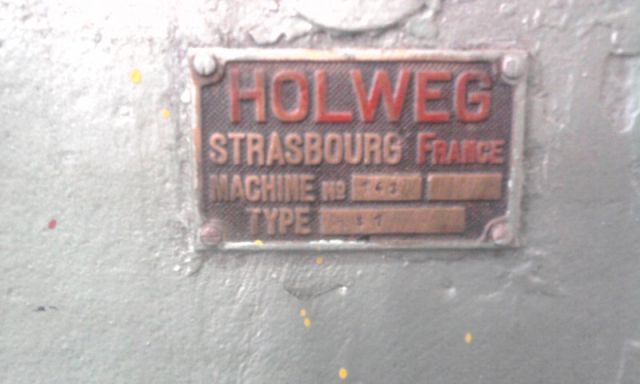 HOLWEG
STRASBOURG FRANCE
MACHINE No
TYPE